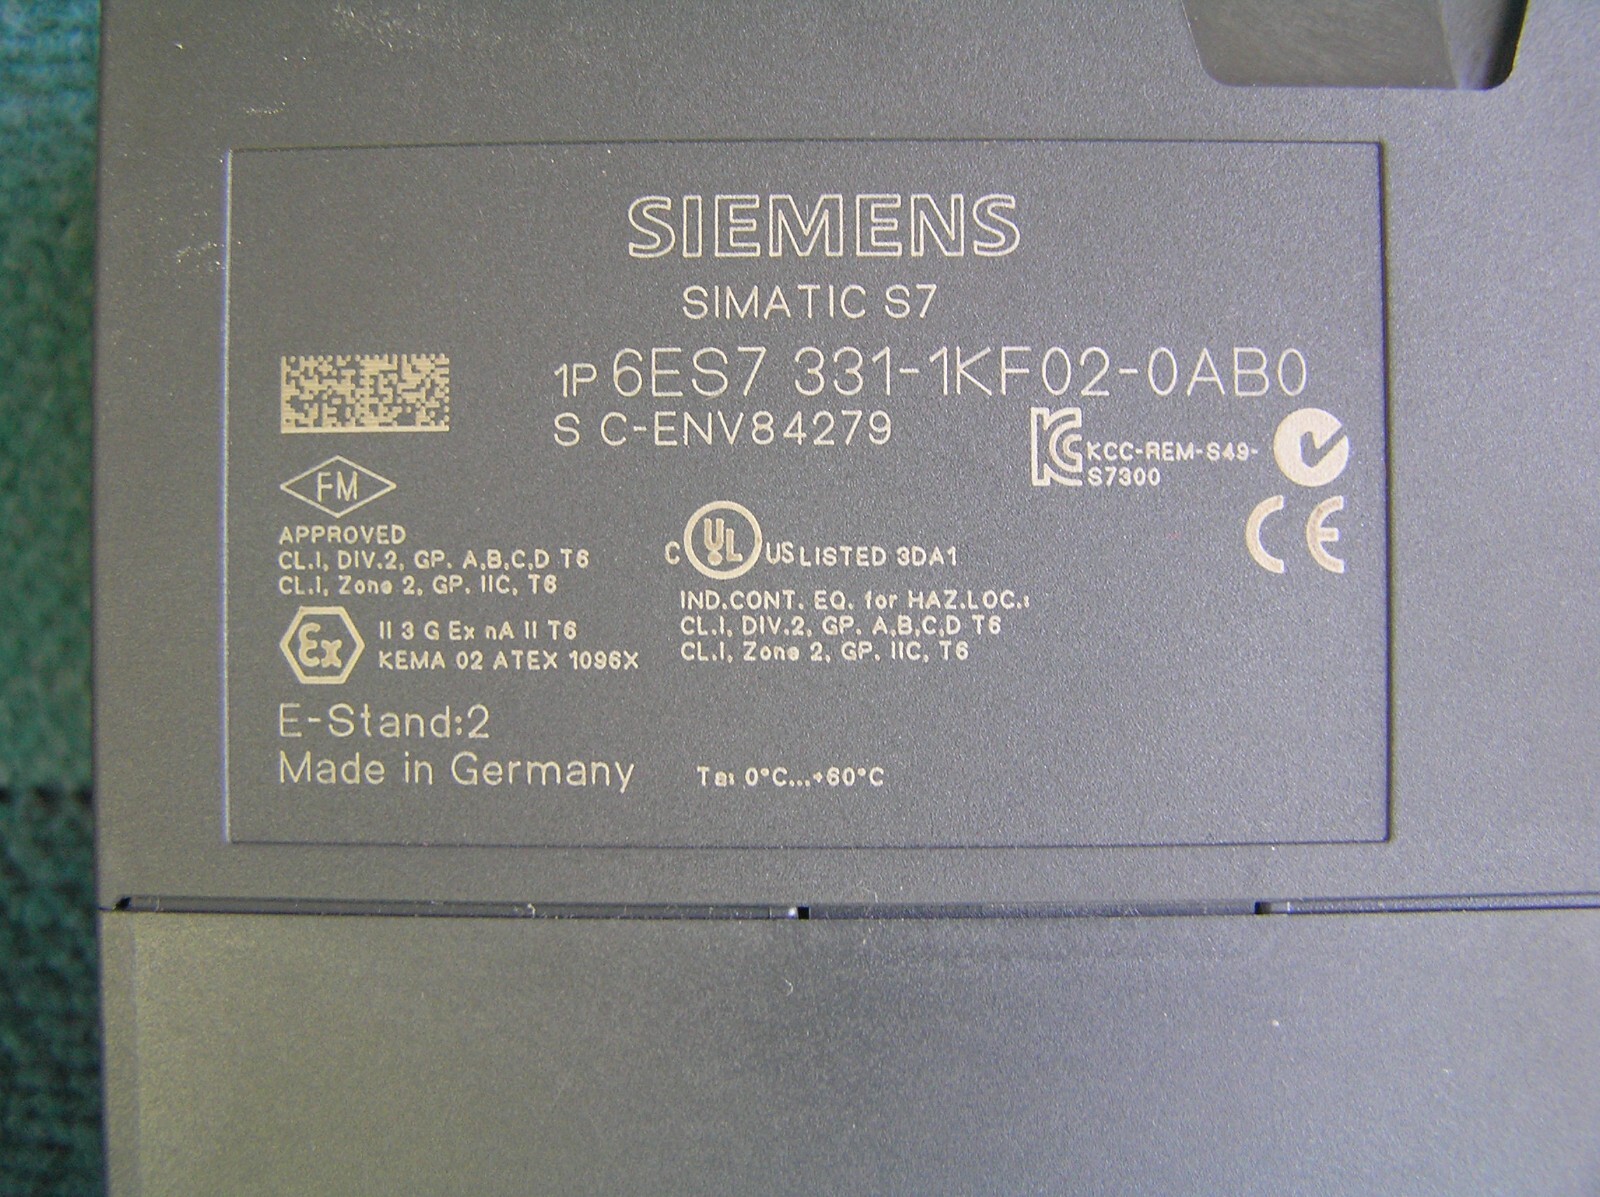 SIEMENS
SIMATIC S7
1P 6ES7 331-1KF02-0AB0
S C-ENV84279
KCC-REM-S49-
S7300
FM
APPROVED
CL.I, DIV.2, GP. A,B,C,D T6
CL.I, Zone 2, GP. IIC, T6
C UL US LISTED 3DA1
IND.CONT. EQ. for HAZ.LOC.:
CL.I, DIV.2, GP. A,B,C,D T6
CL.I, Zone 2, GP. IIC, T6
CE
Ex
II 3 G Ex nA II T6
KEMA 02 ATEX 1096X
E-Stand:2
Made in Germany
Ta: 0°C...+60°C